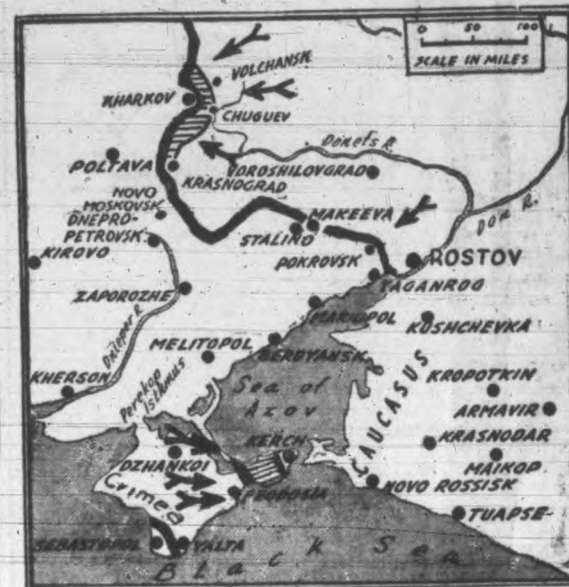 0 50 100
SCALE IN MILES
VOLCHANSK
KHARKOV
CHUGUEV
Donets R.
POLTAVA
VOROSHILOVGRAD
KRASNOGRAD
NOVO
MOSKOVSK
DNEPRO-
PETROVSK
MAKEEVA
DON R.
STALINO
KIROVO
POKROVSK
ROSTOV
TAGANROG
ZAPOROZHE
MARIUPOL
KOSHCHEVKA
Dnieper R.
MELITOPOL
BERDYANSK
KHERSON
Perekop
Isthmus
Sea of
Azov
CAUCASUS
KROPOTKIN
ARMAVIR
KERCH
KRASNODAR
DZHANKOI
MAIKOP
Crimea
FEODOSIA
NOVO ROSSISK
TUAPSE
SEBASTOPOL
YALTA
Black Sea